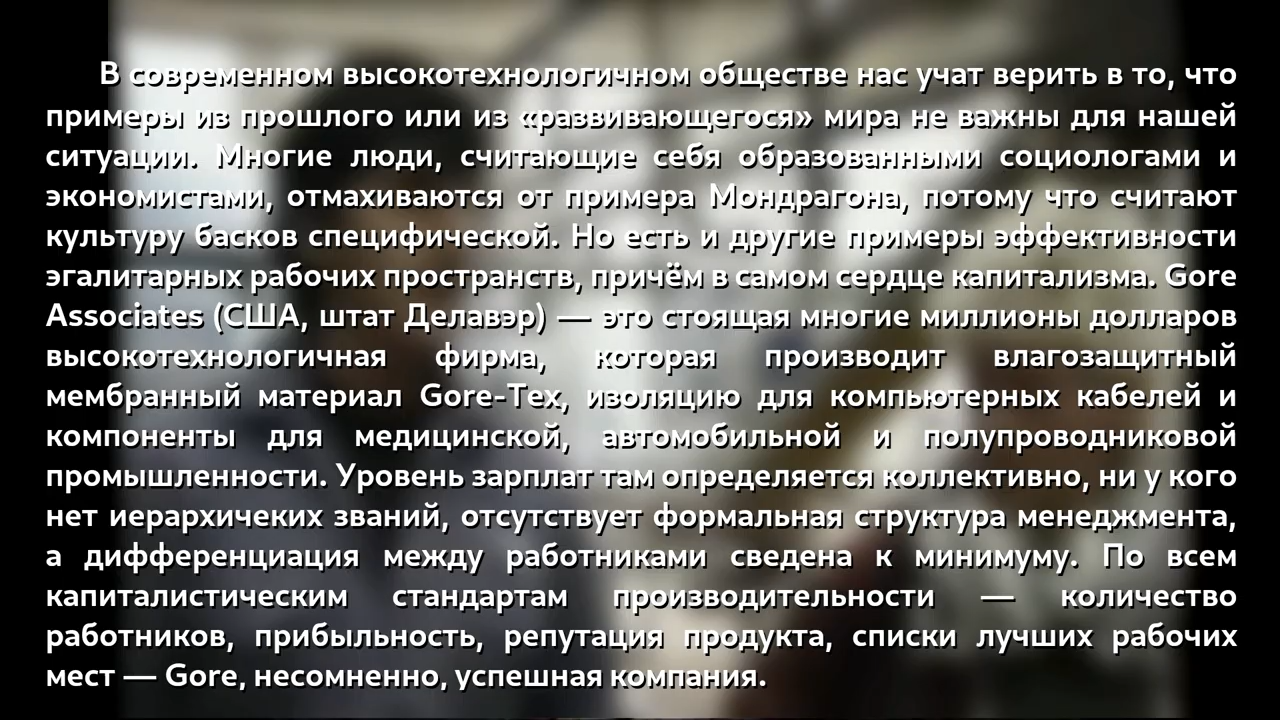 В современном высокотехнологичном обществе нас учат верить в то, что
примеры из прошлого или из «развивающегося» мира не важны для нашей
ситуации. Многие люди, считающие себя образованными социологами и
экономистами, отмахиваются от примера Мондрагона, потому что считают
культуру басков специфической. Но есть и другие примеры эффективности
эгалитарных рабочих пространств, причём в самом сердце капитализма. Gore
Associates (США, штат Делавэр) — это стоящая многие миллионы долларов
высокотехнологичная фирма, которая производит влагозащитный
мембранный материал Gore-Tex, изоляцию для компьютерных кабелей и
компоненты для медицинской, автомобильной и полупроводниковой
промышленности. Уровень зарплат там определяется коллективно, ни у кого
нет иерархичеких званий, отсутствует формальная структура менеджмента,
а дифференциация между работниками сведена к минимуму. По всем
капиталистическим стандартам производительности — количество
работников, прибыльность, репутация продукта, списки лучших рабочих
мест — Gore, несомненно, успешная компания.